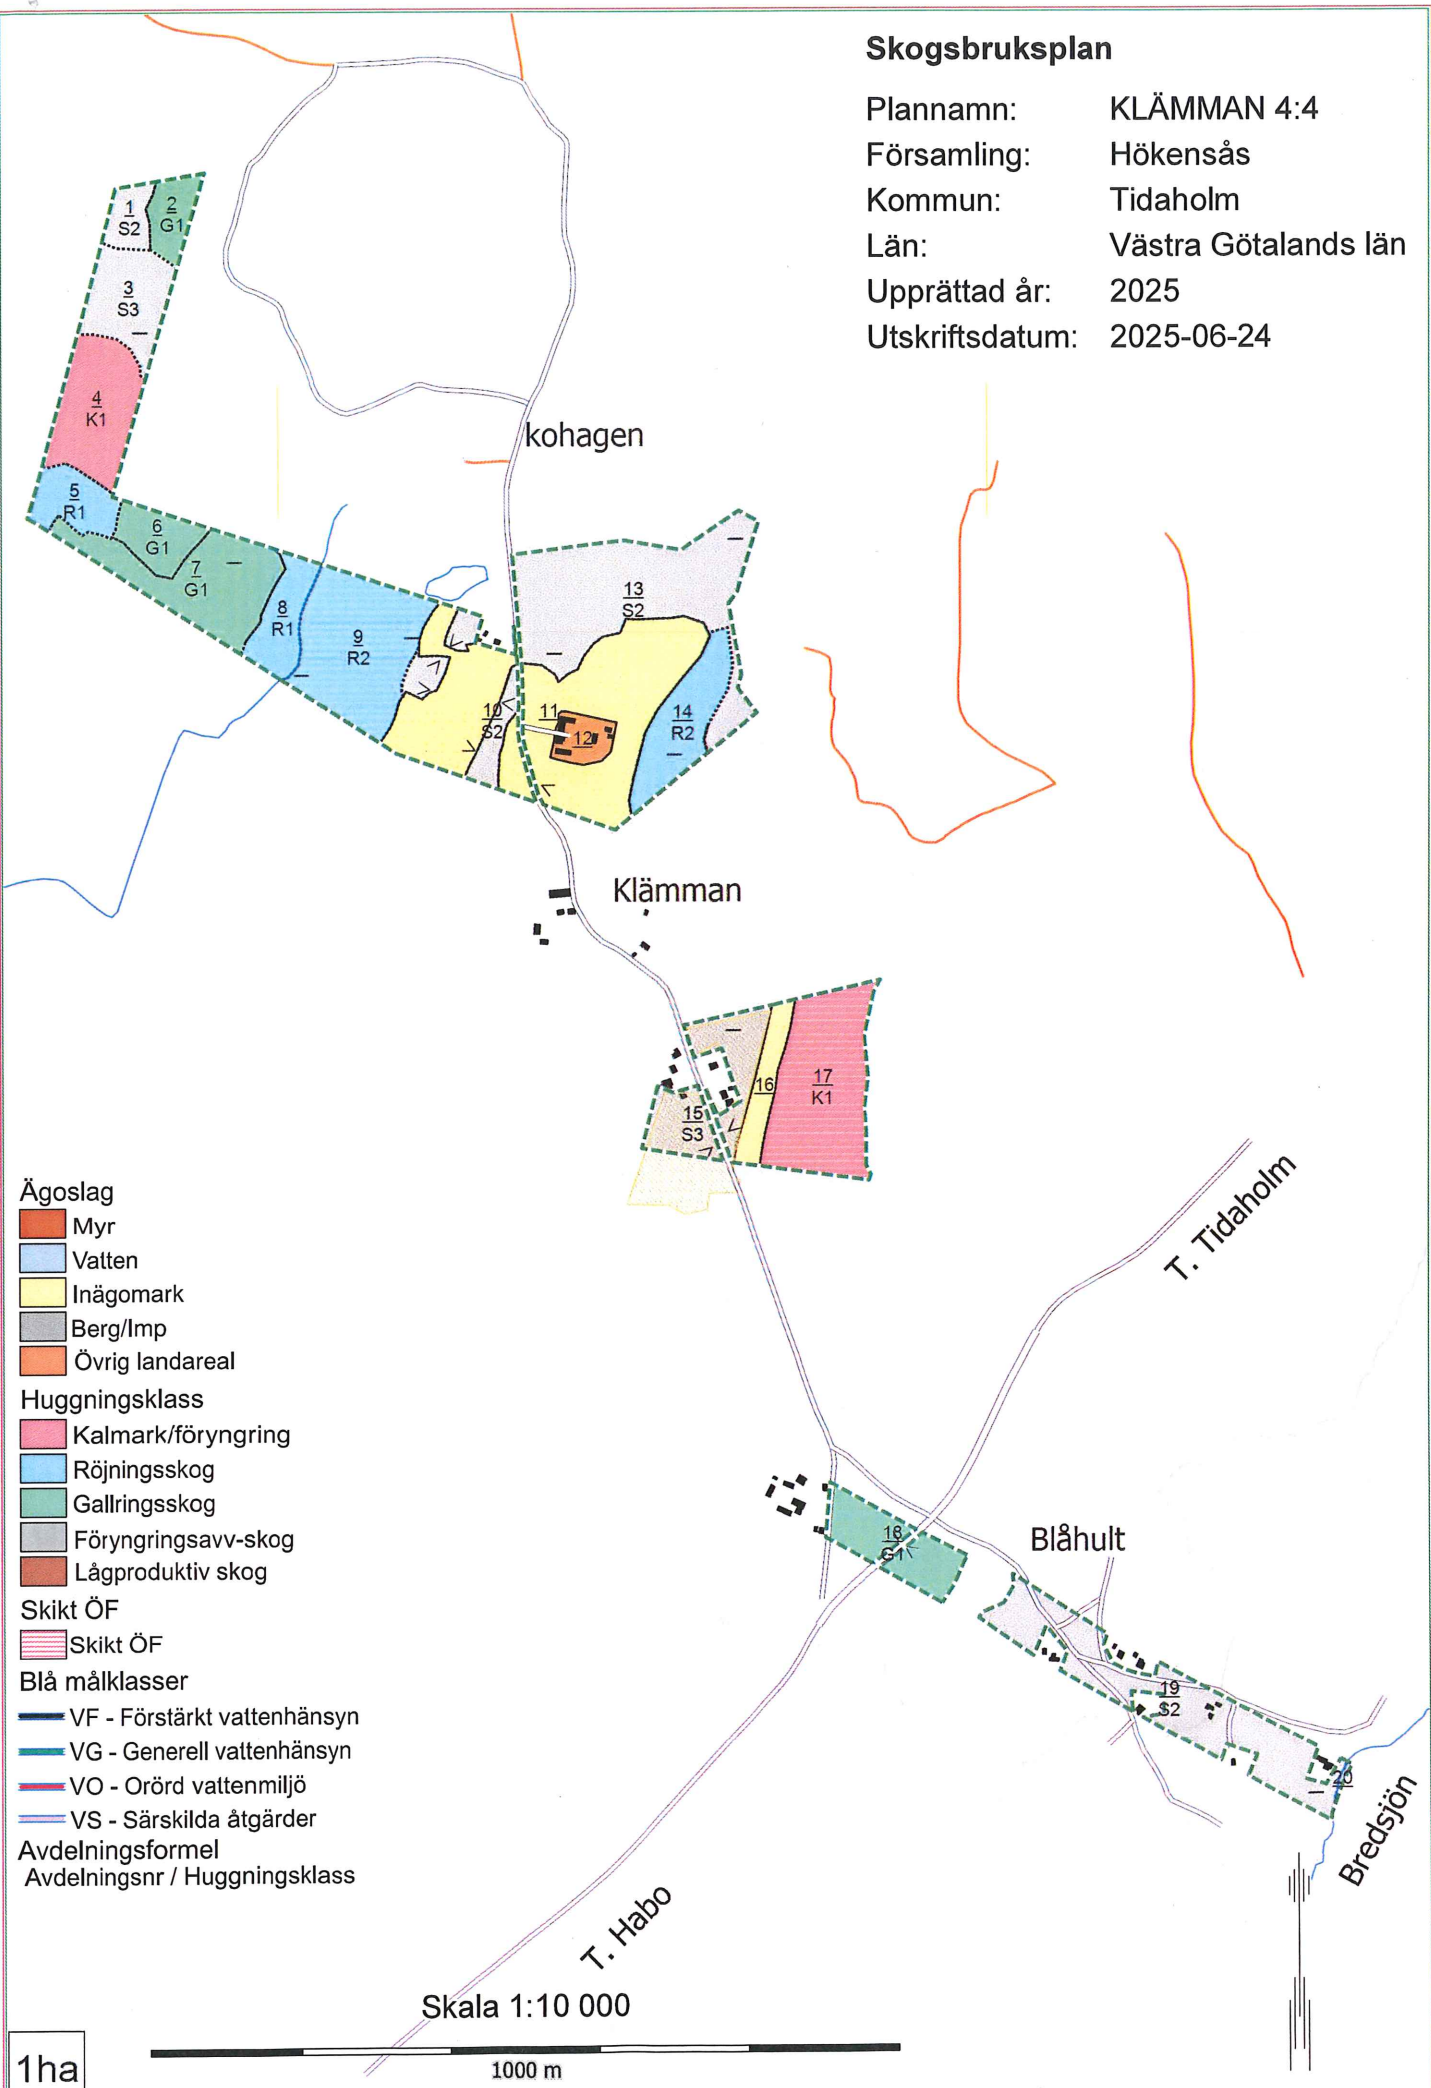 Skogsbruksplan
Plannamn: KLÄMMAN 4:4
Församling: Hökensås
Kommun: Tidaholm
Län: Västra Götalands län
Upprättad år: 2025
Utskriftsdatum: 2025-06-24
1
S2
2
G1
3
S3
4
K1
5
R1
6
G1
7
G1
8
R1
9
R2
kohagen
13
S2
10
S2
11
12
14
R2
Klämman
15
S3
16
17
K1
T. Tidaholm
18
G1
Blåhult
19
S2
20
Bredsjön
T. Habo
Ägoslag
Myr
Vatten
Inägomark
Berg/Imp
Övrig landareal
Huggningsklass
Kalmark/föryngring
Röjningsskog
Gallringsskog
Föryngringsavv-skog
Lågproduktiv skog
Skikt ÖF
Skikt ÖF
Blå målklasser
VF - Förstärkt vattenhänsyn
VG - Generell vattenhänsyn
VO - Orörd vattenmiljö
VS - Särskilda åtgärder
Avdelningsformel
Avdelningsnr / Huggningsklass
Skala 1:10 000
1000 m
1ha